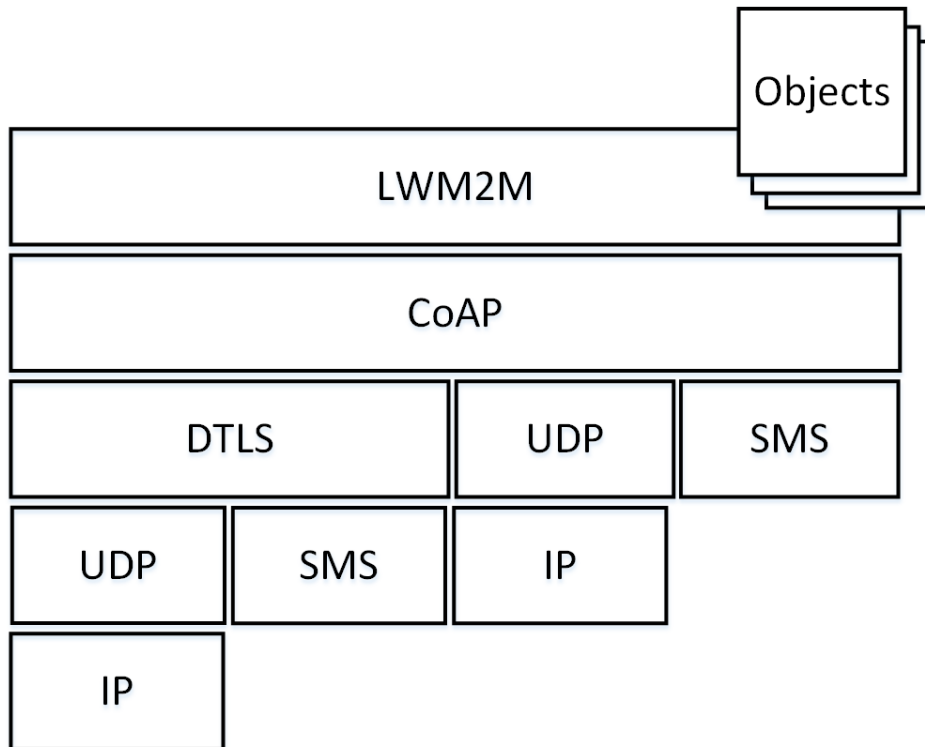 Objects
LWM2M
CoAP
DTLS UDP SMS
UDP SMS IP
IP